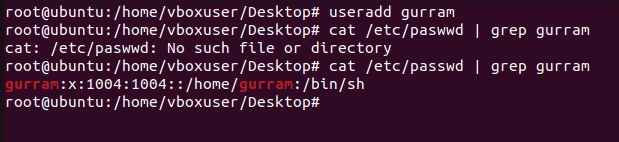 root@ubuntu:/home/vboxuser/Desktop# useradd gurram
root@ubuntu:/home/vboxuser/Desktop# cat /etc/paswwd | grep gurram
cat: /etc/paswwd: No such file or directory
root@ubuntu:/home/vboxuser/Desktop# cat /etc/passwd | grep gurram
gurram:x:1004:1004::/home/gurram:/bin/sh
root@ubuntu:/home/vboxuser/Desktop#